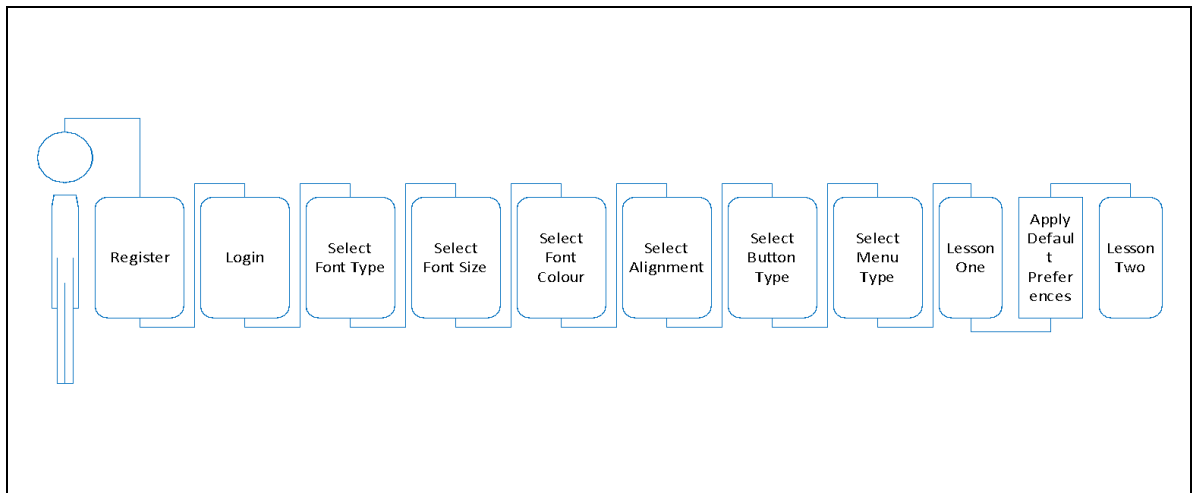 Register
Login
Select
Font Type
Select
Font Size
Select
Font
Colour
Select
Alignment
Select
Button
Type
Select
Menu
Type
Lesson
One
Apply
Defaul
t
Prefer
ences
Lesson
Two